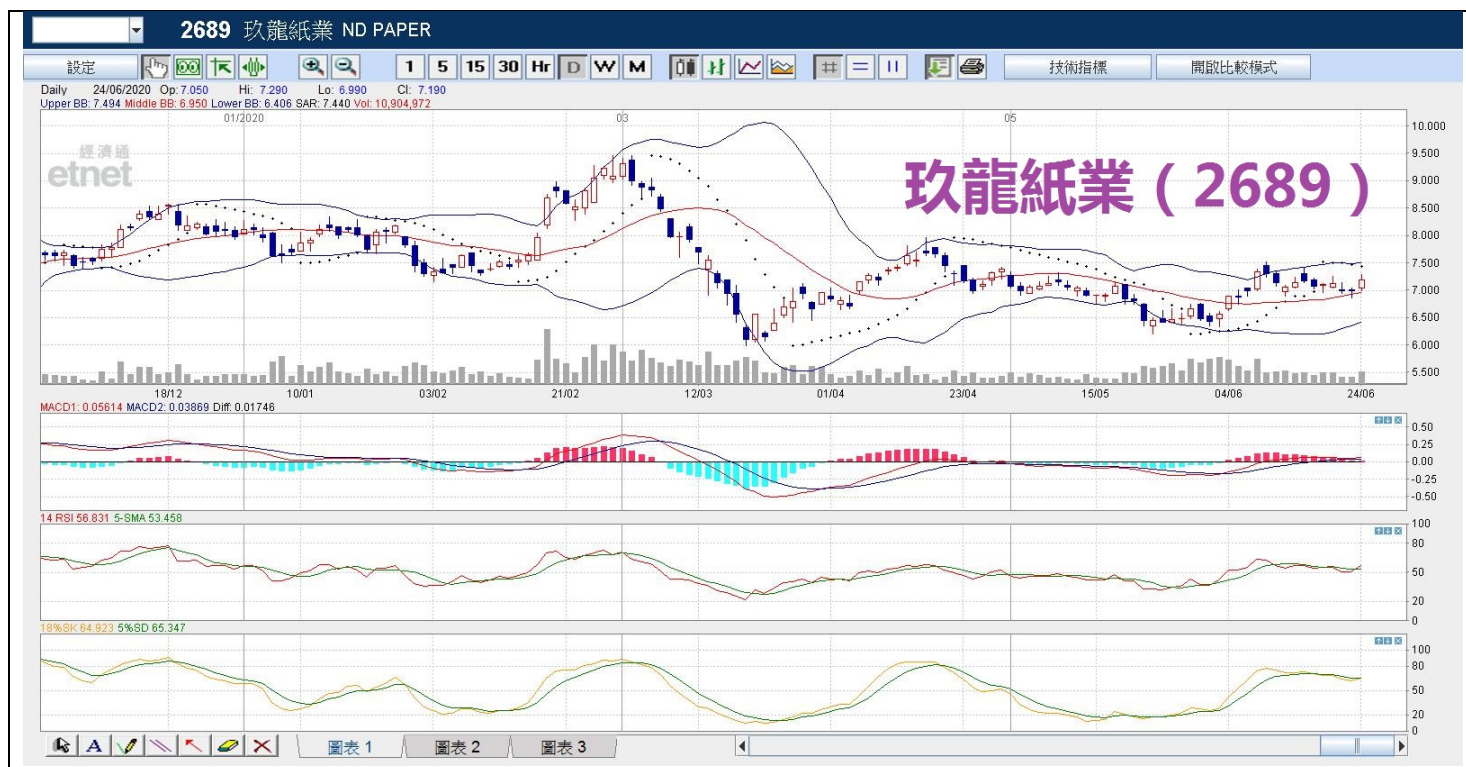 2689 玖龍紙業 ND PAPER
設定 1 5 15 30 Hr D W M 技術指標 開啟比較模式
Daily 24/06/2020 Op: 7.050 Hi: 7.290 Lo: 6.990 Cl: 7.190
Upper BB: 7.494 Middle BB: 6.950 Lower BB: 6.406 SAR: 7.440 Vol: 10,904,972
01/2020 03 05
經濟通
etnet
玖龍紙業（2689）
10.000
9.500
9.000
8.500
8.000
7.500
7.000
6.500
6.000
5.500
18/12 10/01 03/02 21/02 12/03 01/04 23/04 15/05 04/06 24/06
MACD1: 0.05614 MACD2: 0.03869 Diff: 0.01746
0.50
0.25
0.00
-0.25
-0.50
14 RSI 56.831 5-SMA 53.458
100
80
50
20
0
18%SK 64.923 5%SD 65.347
100
80
50
20
0
A 圖表 1 圖表 2 圖表 3